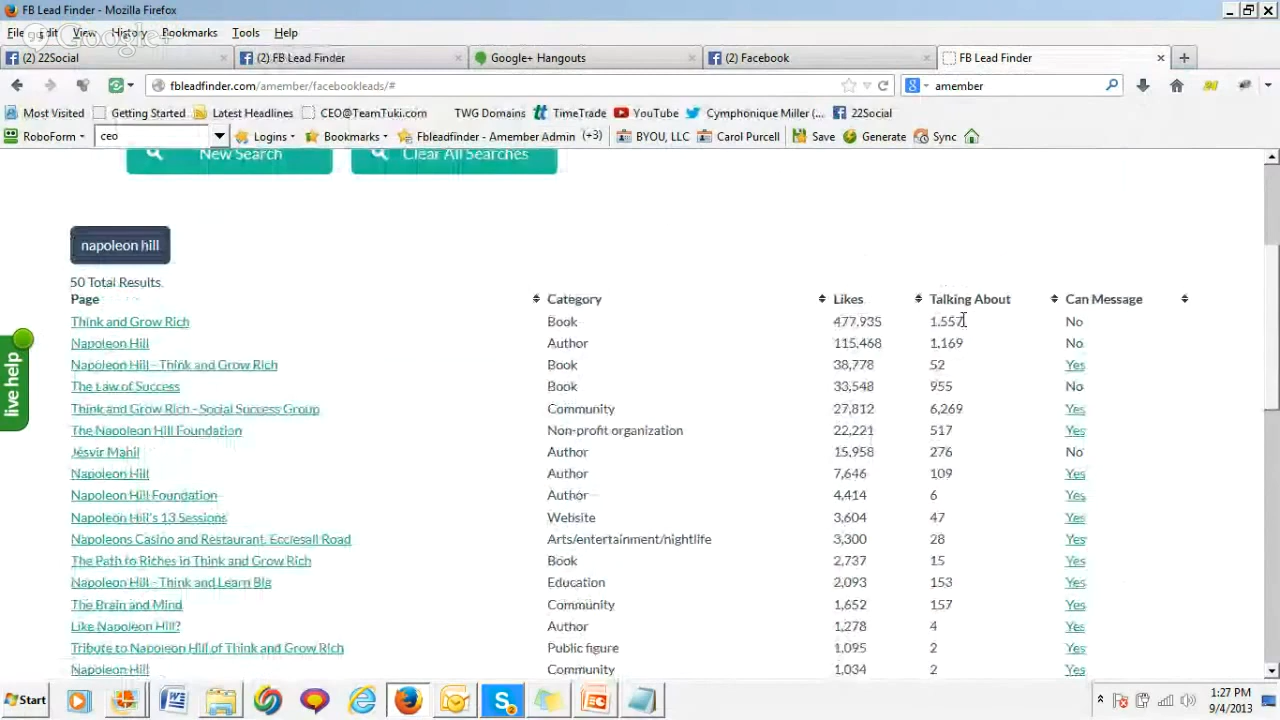 FB Lead Finder - Mozilla Firefox
File Edit View History Bookmarks Tools Help
Google+
(2) 22Social (2) FB Lead Finder Google+ Hangouts (2) Facebook FB Lead Finder
fbleadfinder.com/amember/facebookleads/# amember
Most Visited Getting Started Latest Headlines CEO@TeamTuki.com TWG Domains TimeTrade YouTube Cymphonique Miller (... 22Social
RoboForm ceo Logins Bookmarks Fbleadfinder - Amember Admin (+3) BYOU, LLC Carol Purcell Save Generate Sync
New Search Clear All Searches
napoleon hill
50 Total Results.
Page Category Likes Talking About Can Message
Think and Grow Rich Book 477,935 1,557 No
Napoleon Hill Author 115,468 1,169 No
Napoleon Hill - Think and Grow Rich Book 38,778 52 Yes
The Law of Success Book 33,548 955 No
Think and Grow Rich - Social Success Group Community 27,812 6,269 Yes
The Napoleon Hill Foundation Non-profit organization 22,221 517 Yes
Jesvir Mahil Author 15,958 276 No
Napoleon Hill Author 7,646 109 Yes
Napoleon Hill Foundation Author 4,414 6 Yes
Napoleon Hill's 13 Sessions Website 3,604 47 Yes
Napoleons Casino and Restaurant, Ecclesall Road Arts/entertainment/nightlife 3,300 28 Yes
The Path to Riches in Think and Grow Rich Book 2,737 15 Yes
Napoleon Hill - Think and Learn Big Education 2,093 153 Yes
The Brain and Mind Community 1,652 157 Yes
Like Napoleon Hill? Author 1,278 4 Yes
Tribute to Napoleon Hill of Think and Grow Rich Public figure 1,095 2 Yes
Napoleon Hill Community 1,034 2 Yes
live help
Start 1:27 PM
9/4/2013